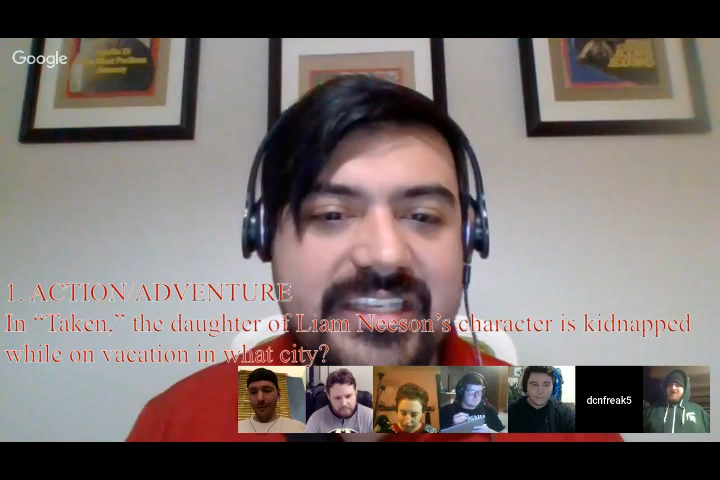 Google
1. ACTION/ADVENTURE
In “Taken,” the daughter of Liam Neeson’s character is kidnapped
while on vacation in what city?
dcnfreak5